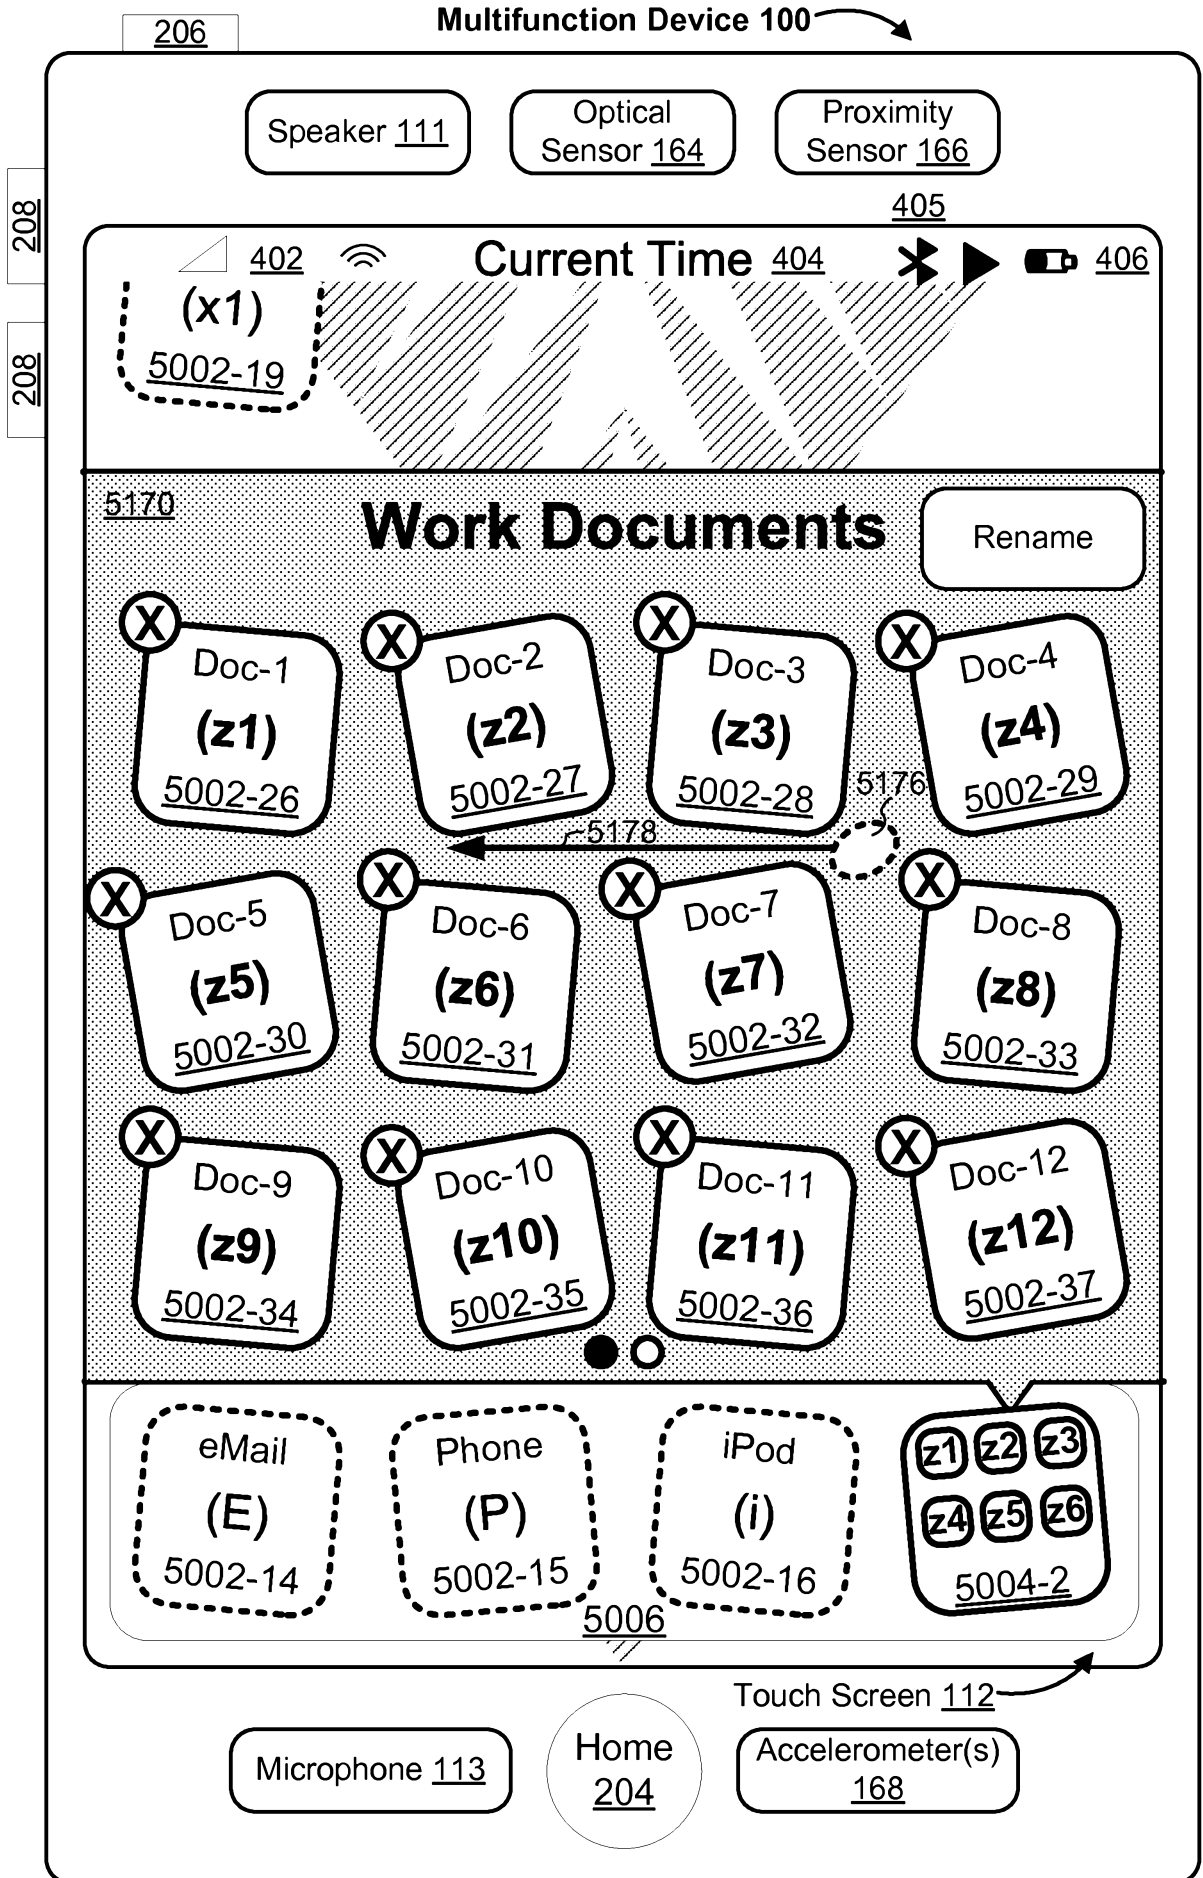 Multifunction Device 100
206
Speaker 111
Optical
Sensor 164
Proximity
Sensor 166
208
208
405
402
Current Time 404
406
(x1)
5002-19
5170
Work Documents
Rename
X
Doc-1
(z1)
5002-26
X
Doc-2
(z2)
5002-27
X
Doc-3
(z3)
5002-28
X
Doc-4
(z4)
5002-29
5176
5178
X
Doc-5
(z5)
5002-30
X
Doc-6
(z6)
5002-31
X
Doc-7
(z7)
5002-32
X
Doc-8
(z8)
5002-33
X
Doc-9
(z9)
5002-34
X
Doc-10
(z10)
5002-35
X
Doc-11
(z11)
5002-36
X
Doc-12
(z12)
5002-37
eMail
(E)
5002-14
Phone
(P)
5002-15
iPod
(i)
5002-16
z1 z2 z3
z4 z5 z6
5004-2
5006
Touch Screen 112
Microphone 113
Home
204
Accelerometer(s)
168